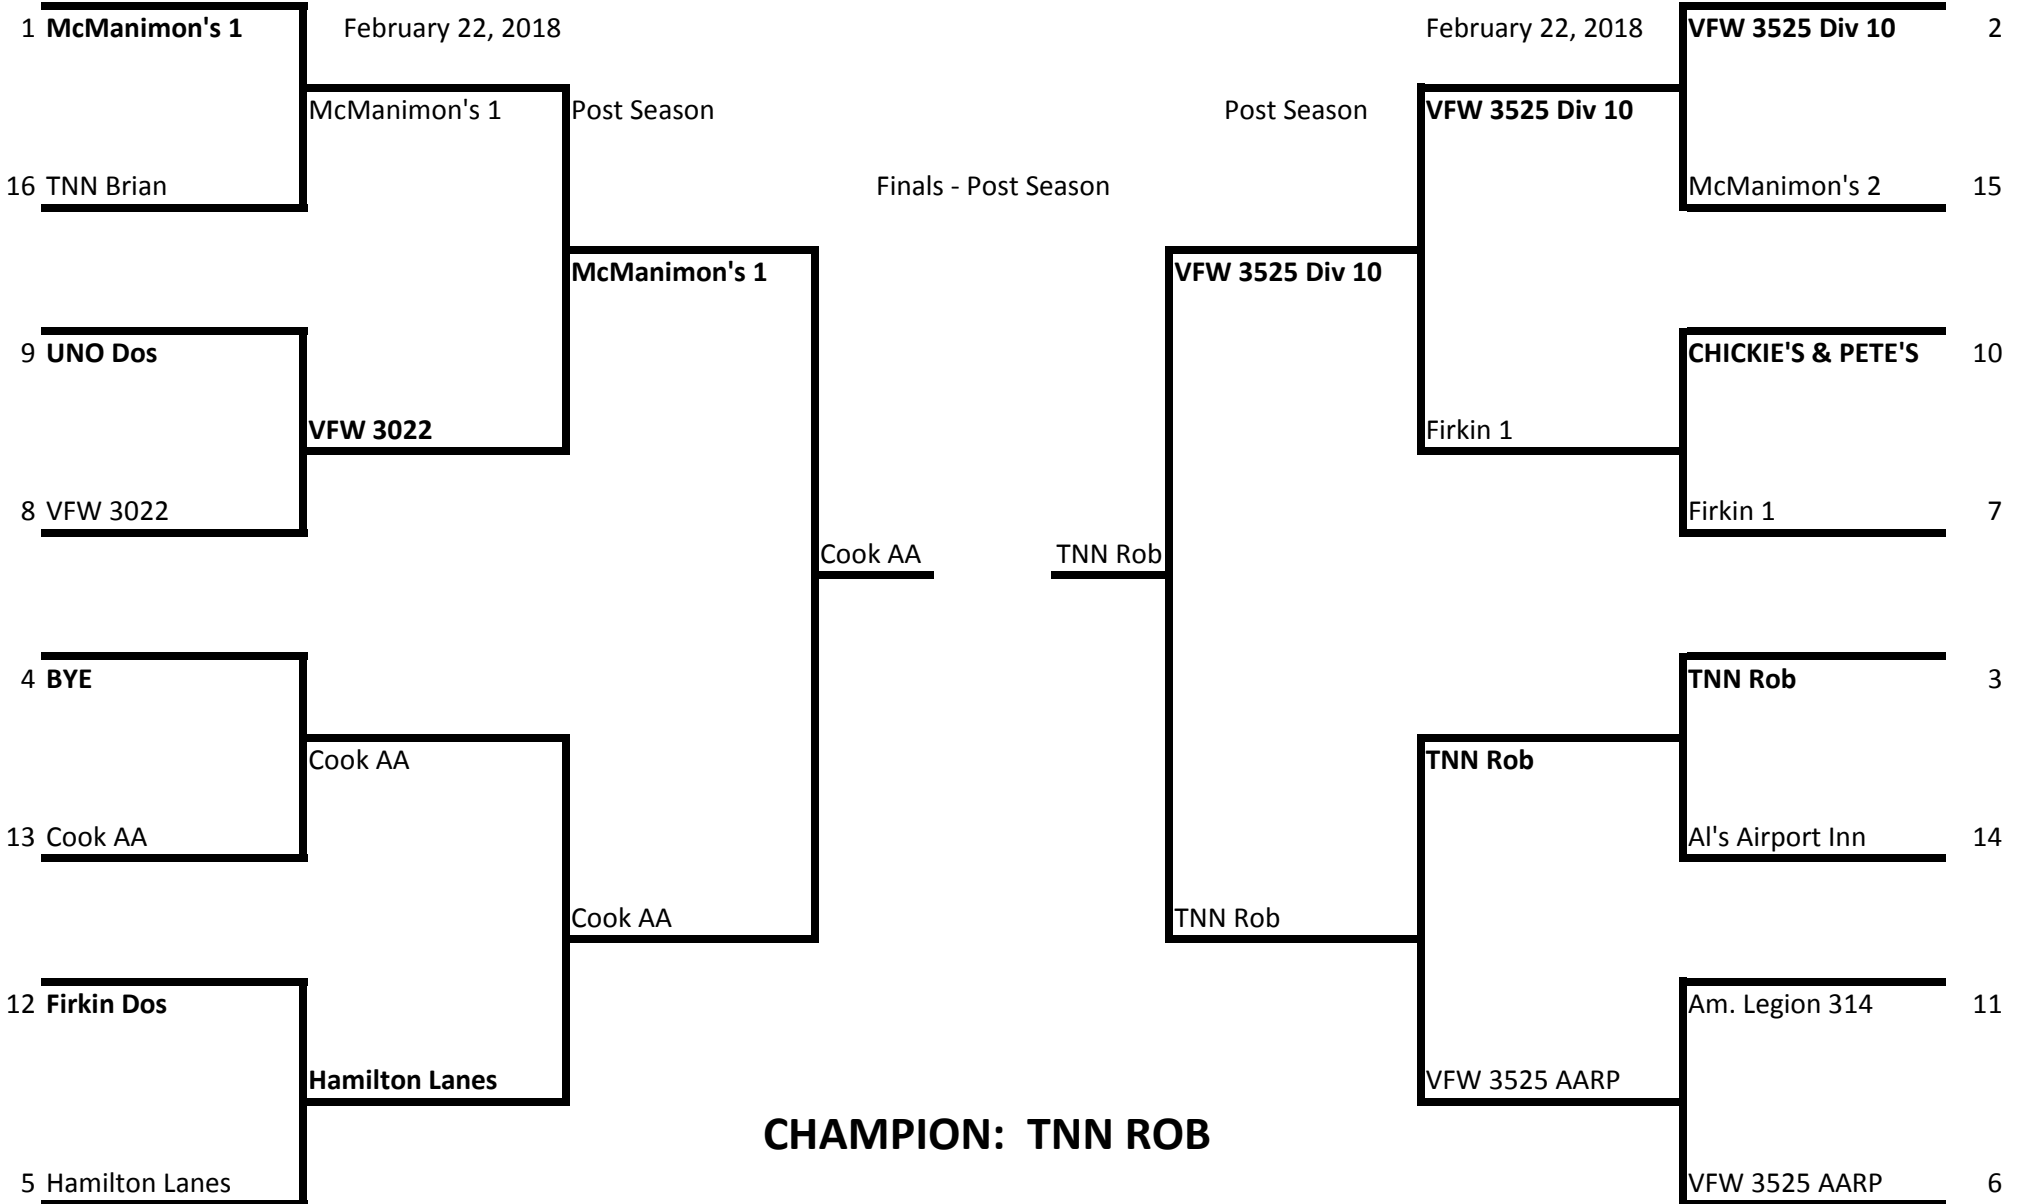 1 McManimon's 1 February 22, 2018 February 22, 2018 VFW 3525 Div 10 2
McManimon's 1 Post Season Post Season VFW 3525 Div 10
16 TNN Brian Finals - Post Season McManimon's 2 15
McManimon's 1 VFW 3525 Div 10
9 UNO Dos CHICKIE'S & PETE'S 10
VFW 3022 Firkin 1
8 VFW 3022 Firkin 1 7
Cook AA TNN Rob
4 BYE TNN Rob 3
Cook AA TNN Rob
13 Cook AA Al's Airport Inn 14
Cook AA TNN Rob
12 Firkin Dos Am. Legion 314 11
Hamilton Lanes VFW 3525 AARP
CHAMPION: TNN ROB
5 Hamilton Lanes VFW 3525 AARP 6